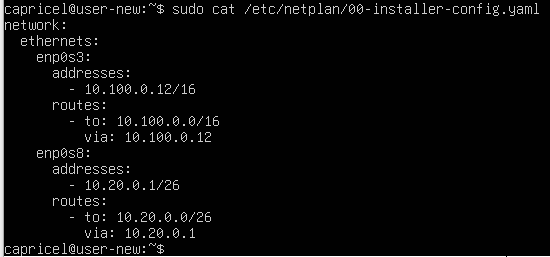 capricel@user-new:~$ sudo cat /etc/netplan/00-installer-config.yaml
network:
  ethernets:
    enp0s3:
      addresses:
        - 10.100.0.12/16
      routes:
        - to: 10.100.0.0/16
          via: 10.100.0.12
    enp0s8:
      addresses:
        - 10.20.0.1/26
      routes:
        - to: 10.20.0.0/26
          via: 10.20.0.1
capricel@user-new:~$